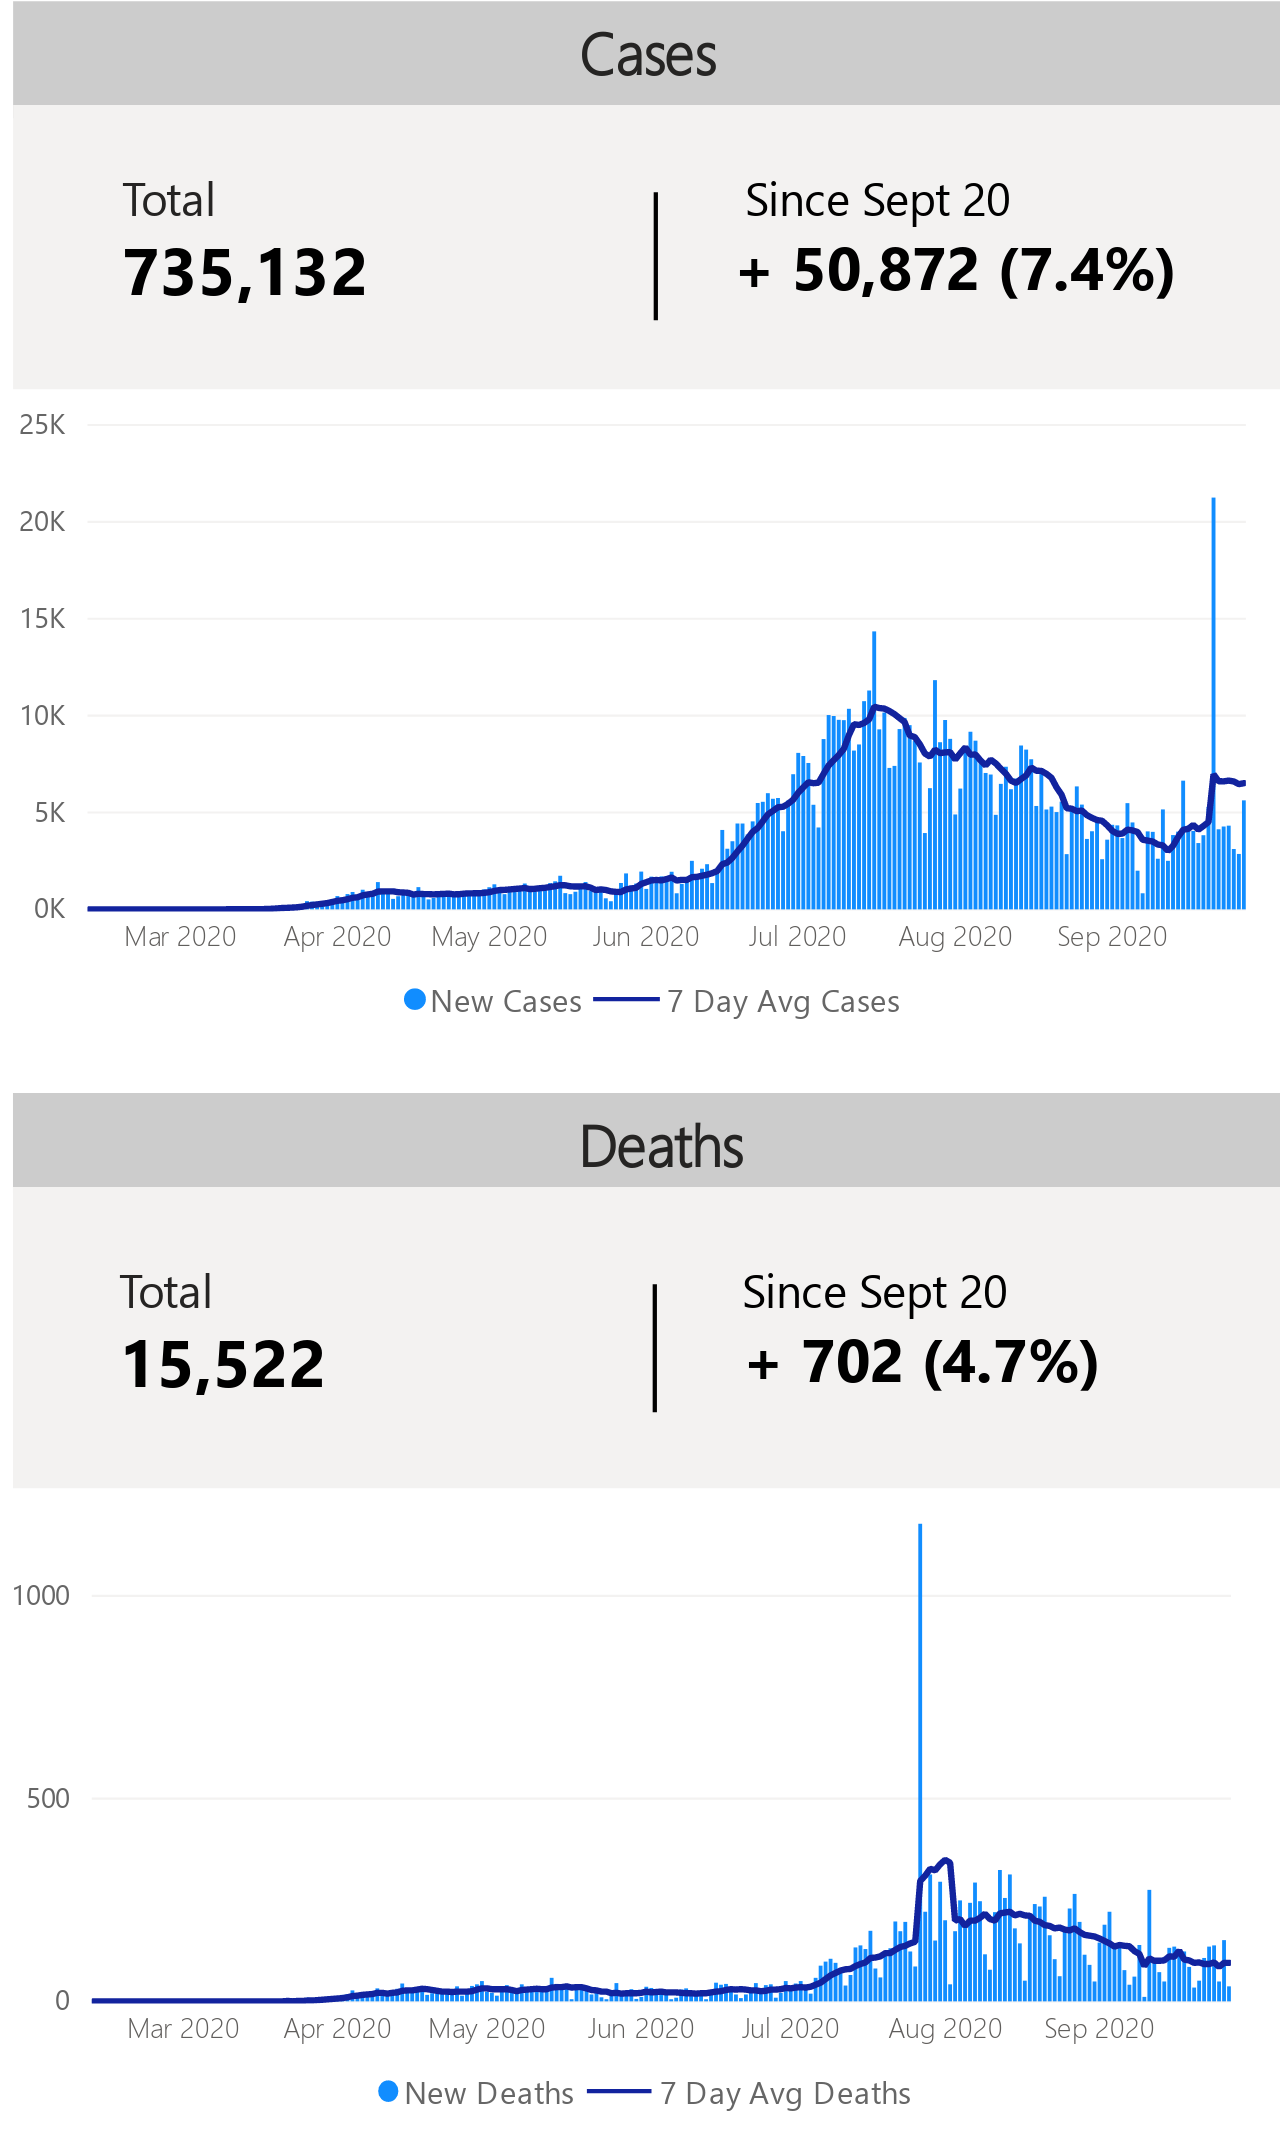 Cases
Total
Since Sept 20
735,132
+ 50,872 (7.4%)
25K
20K
15K
10K
5K
0K
Mar 2020 Apr 2020 May 2020 Jun 2020 Jul 2020 Aug 2020 Sep 2020
New Cases 7 Day Avg Cases
Deaths
Total
Since Sept 20
15,522
+ 702 (4.7%)
1000
500
0
Mar 2020 Apr 2020 May 2020 Jun 2020 Jul 2020 Aug 2020 Sep 2020
New Deaths 7 Day Avg Deaths